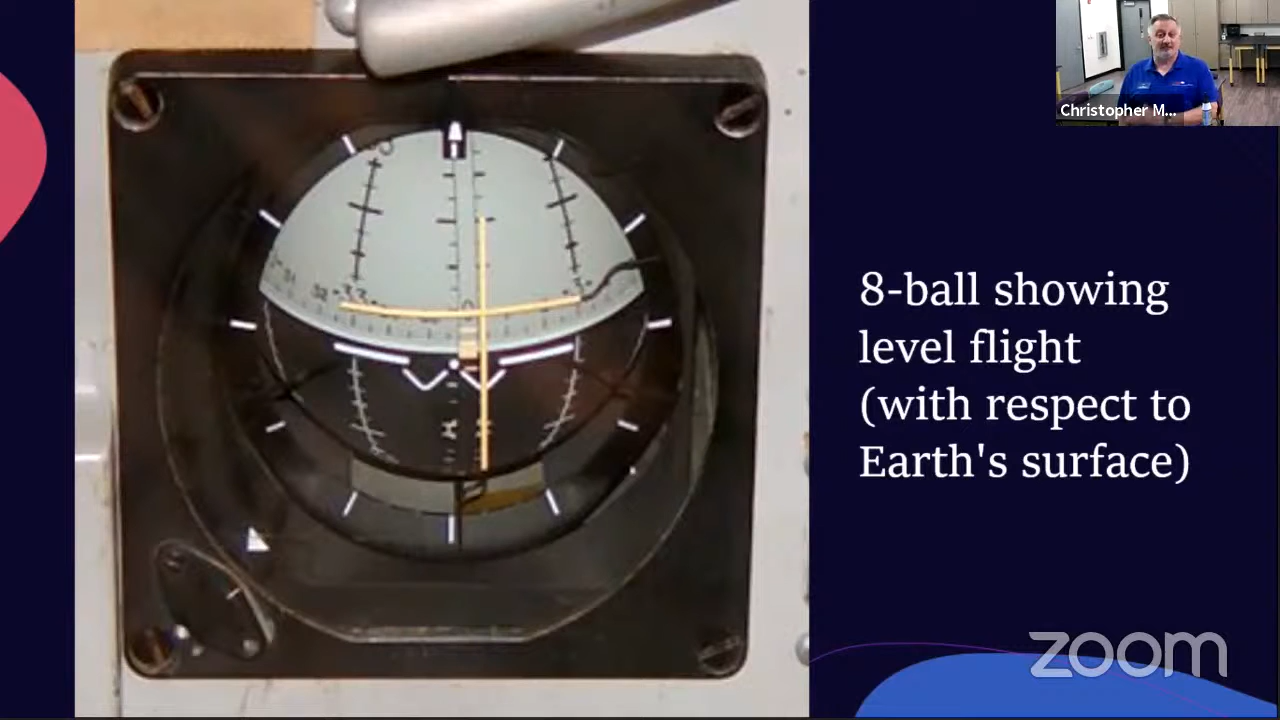 Christopher M...
8-ball showing
level flight
(with respect to
Earth's surface)
zoom